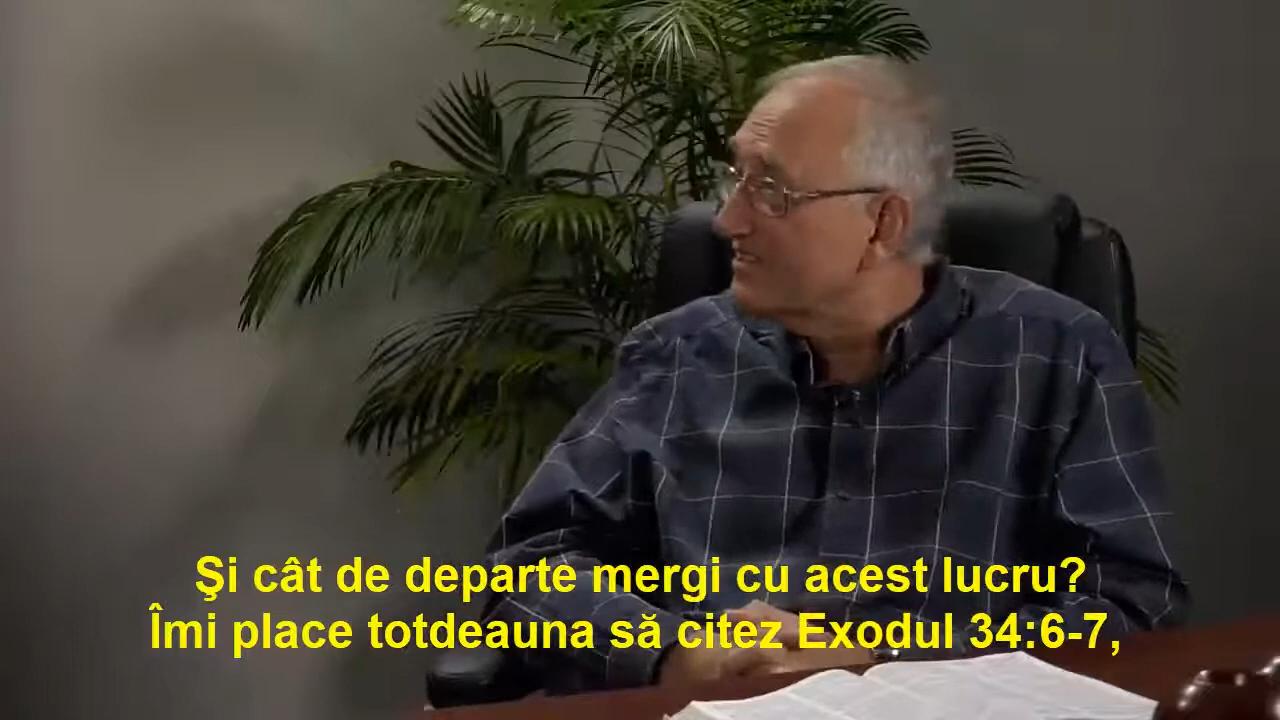 Şi cât de departe mergi cu acest lucru?
Îmi place totdeauna să citez Exodul 34:6-7,